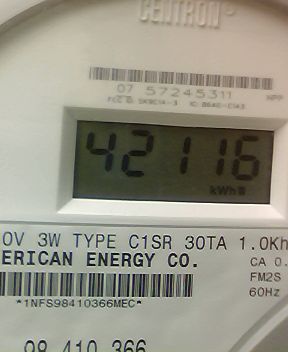 CENTRON
07 57245311
42116
kWh
0V 3W TYPE C1SR 30TA 1.0Kh
ERICAN ENERGY CO.
CA 0.
FM2S
60Hz
*1NFS98410366MEC*
98 410 366